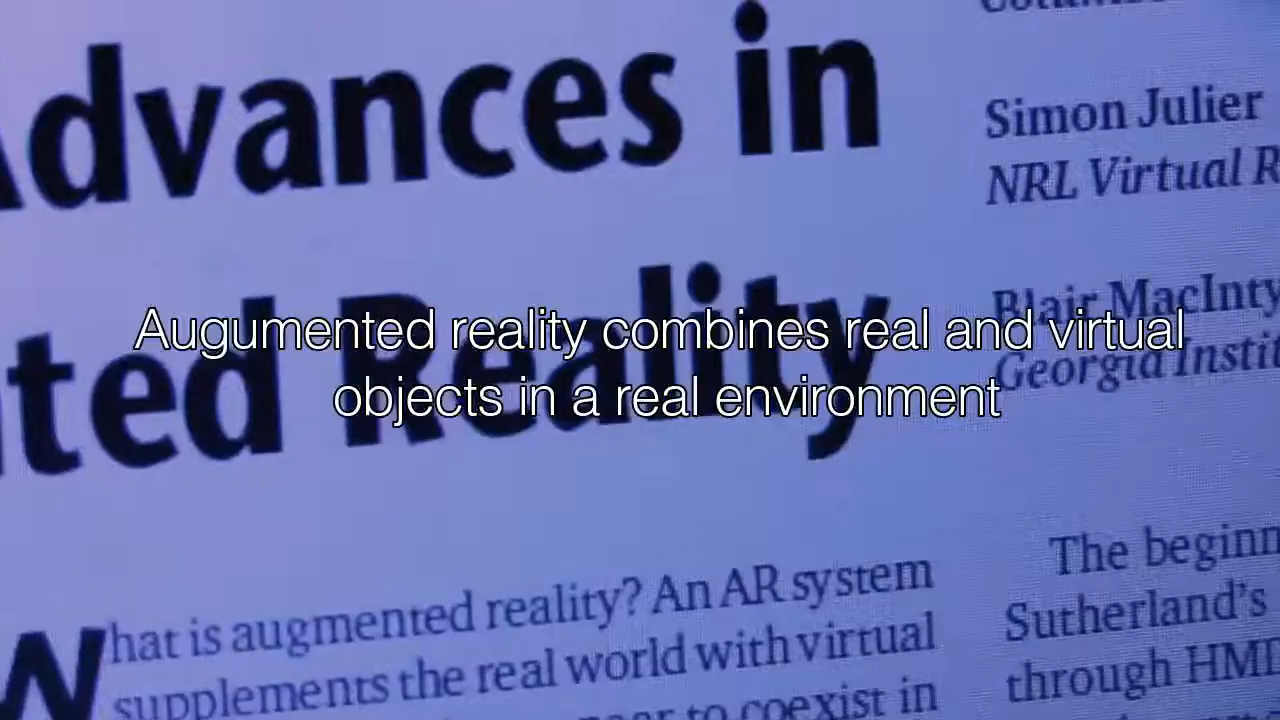 Advances in
ted Reality
Simon Julier
NRL Virtual R
Blair MacInty
Georgia Instit
Augumented reality combines real and virtual
objects in a real environment
What is augmented reality? An AR system
supplements the real world with virtual
to coexist in
The beginn
Sutherland's
through HMD